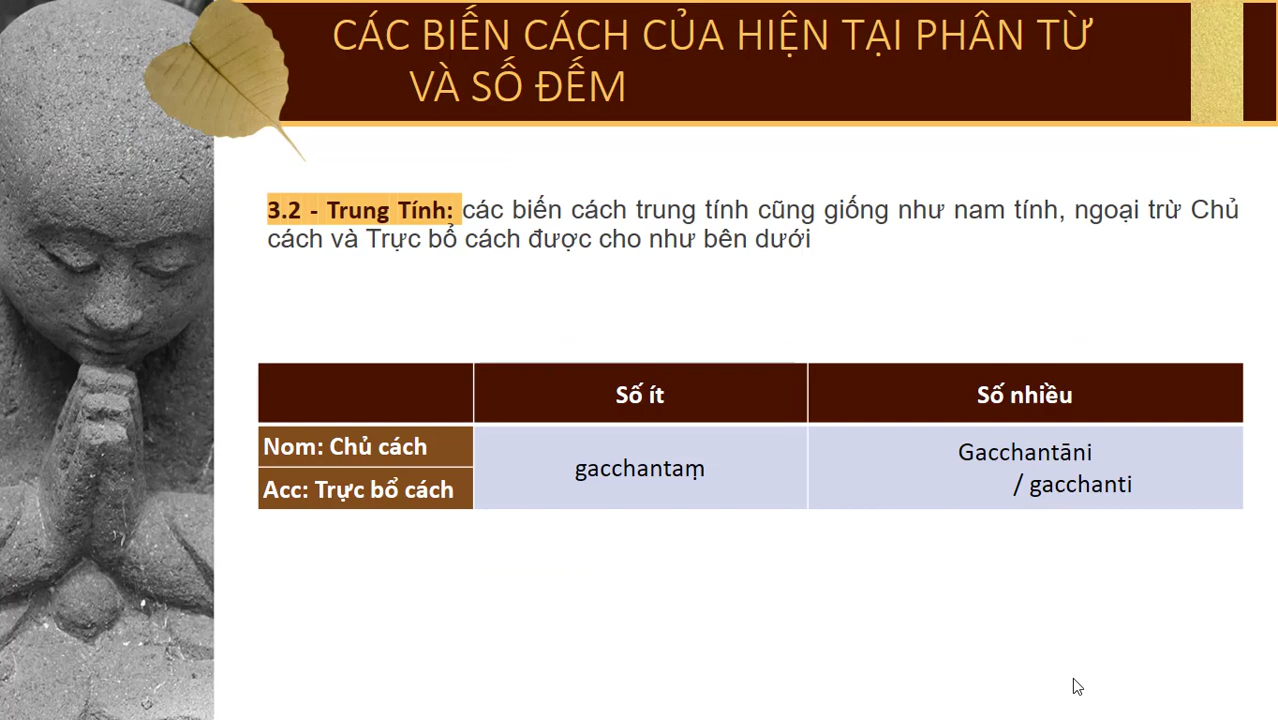 CÁC BIẾN CÁCH CỦA HIỆN TẠI PHÂN TỪ
VÀ SỐ ĐẾM
3.2 - Trung Tính: các biến cách trung tính cũng giống như nam tính, ngoại trừ Chủ
cách và Trực bổ cách được cho như bên dưới
Số ít
Số nhiều
Nom: Chủ cách
Acc: Trực bổ cách
gacchantaṃ
Gacchantāni
/ gacchanti